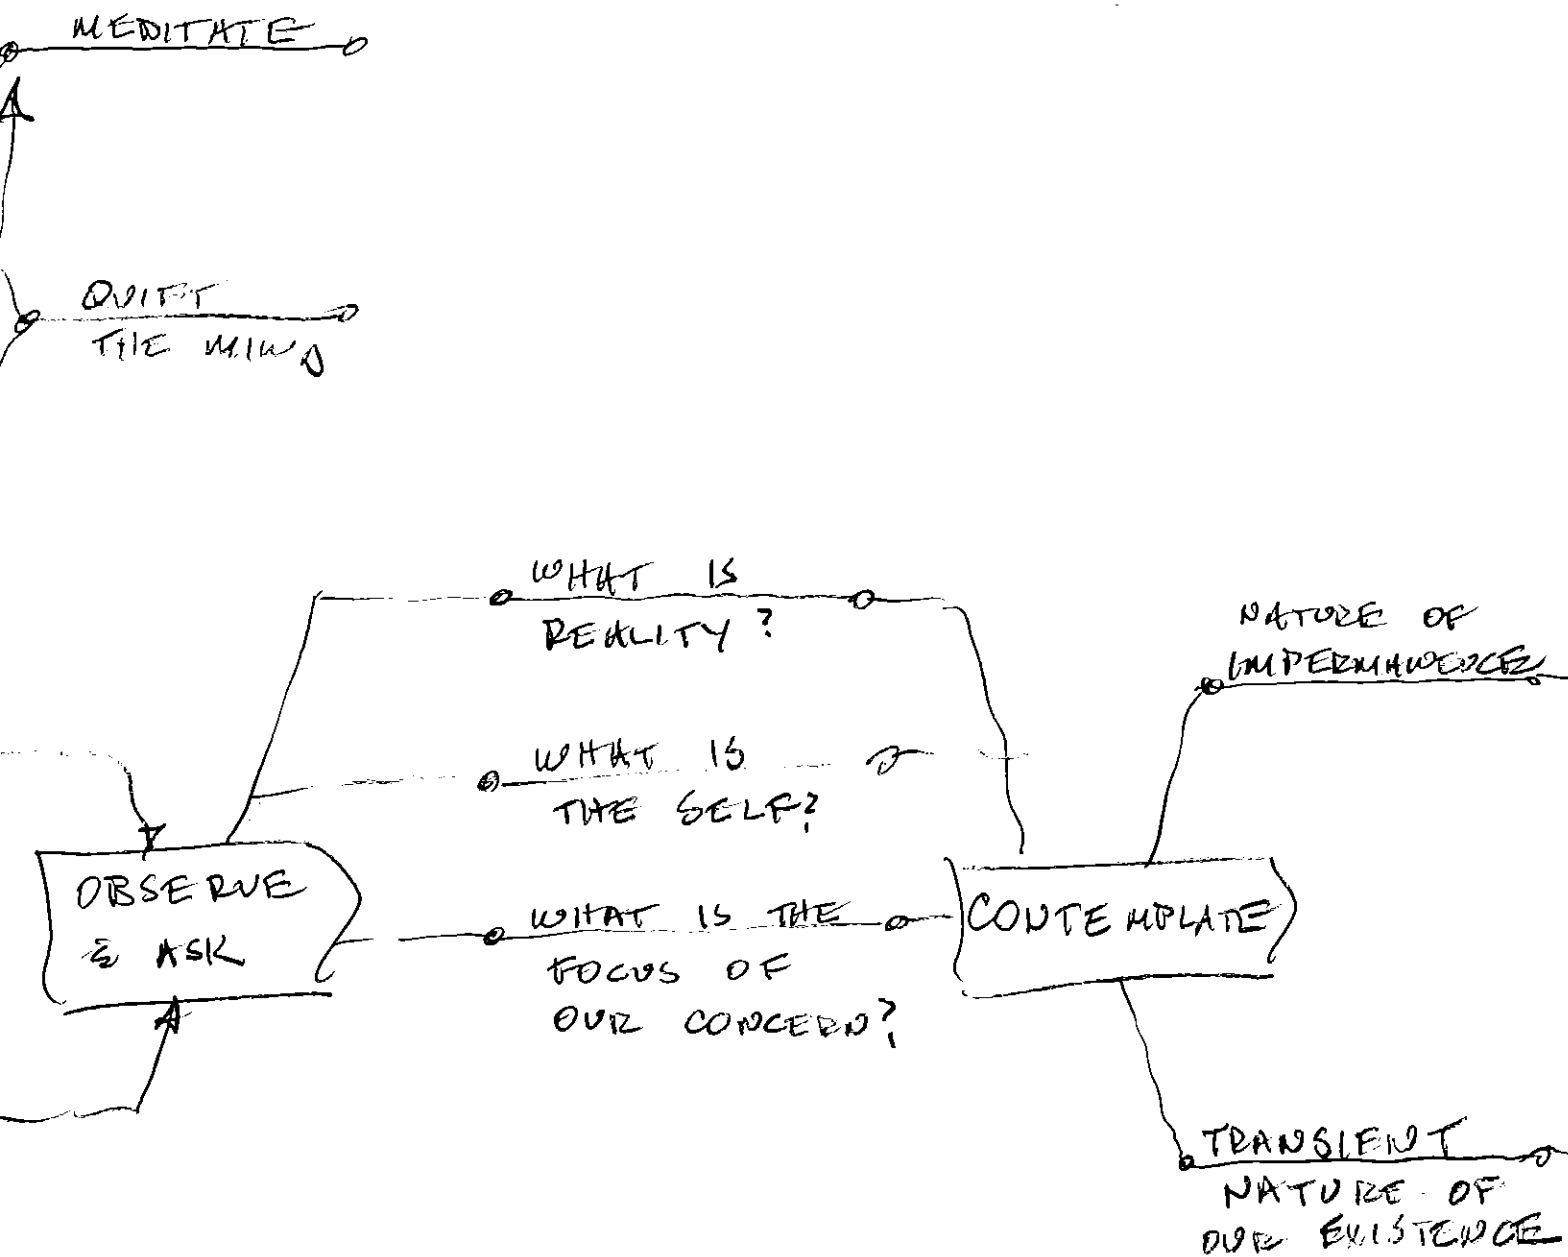 MEDITATE
QUIET
THE MIND
WHAT IS
REALITY?
WHAT IS
THE SELF?
OBSERVE
& ASK
WHAT IS THE
FOCUS OF
OUR CONCERN?
CONTEMPLATE
NATURE OF
IMPERMANENCE
TRANSIENT
NATURE OF
OUR EXISTENCE